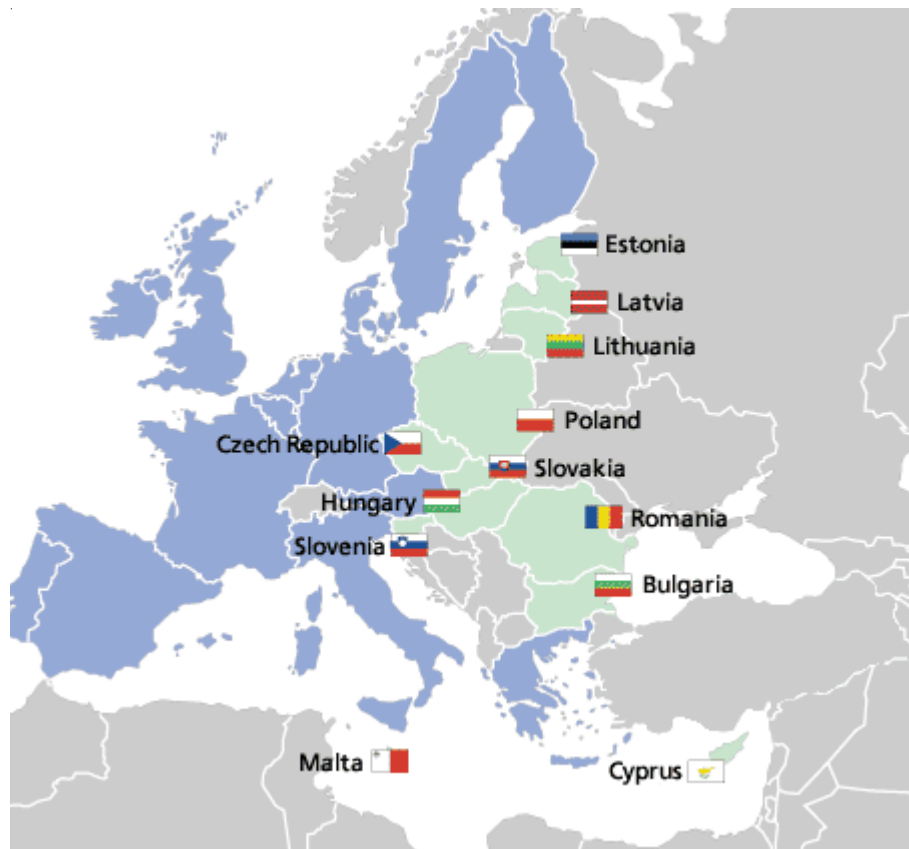 Estonia
Latvia
Lithuania
Poland
Czech Republic
Slovakia
Hungary
Romania
Slovenia
Bulgaria
Malta
Cyprus